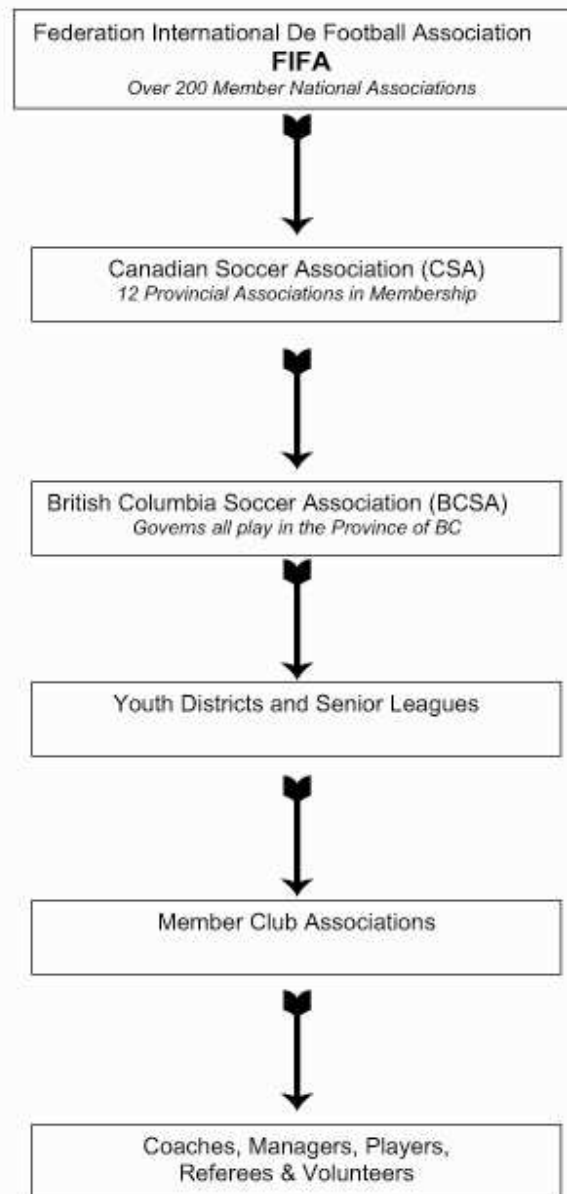 Federation International De Football Association
FIFA
Over 200 Member National Associations
Canadian Soccer Association (CSA)
12 Provincial Associations in Membership
British Columbia Soccer Association (BCSA)
Governs all play in the Province of BC
Youth Districts and Senior Leagues
Member Club Associations
Coaches, Managers, Players,
Referees & Volunteers